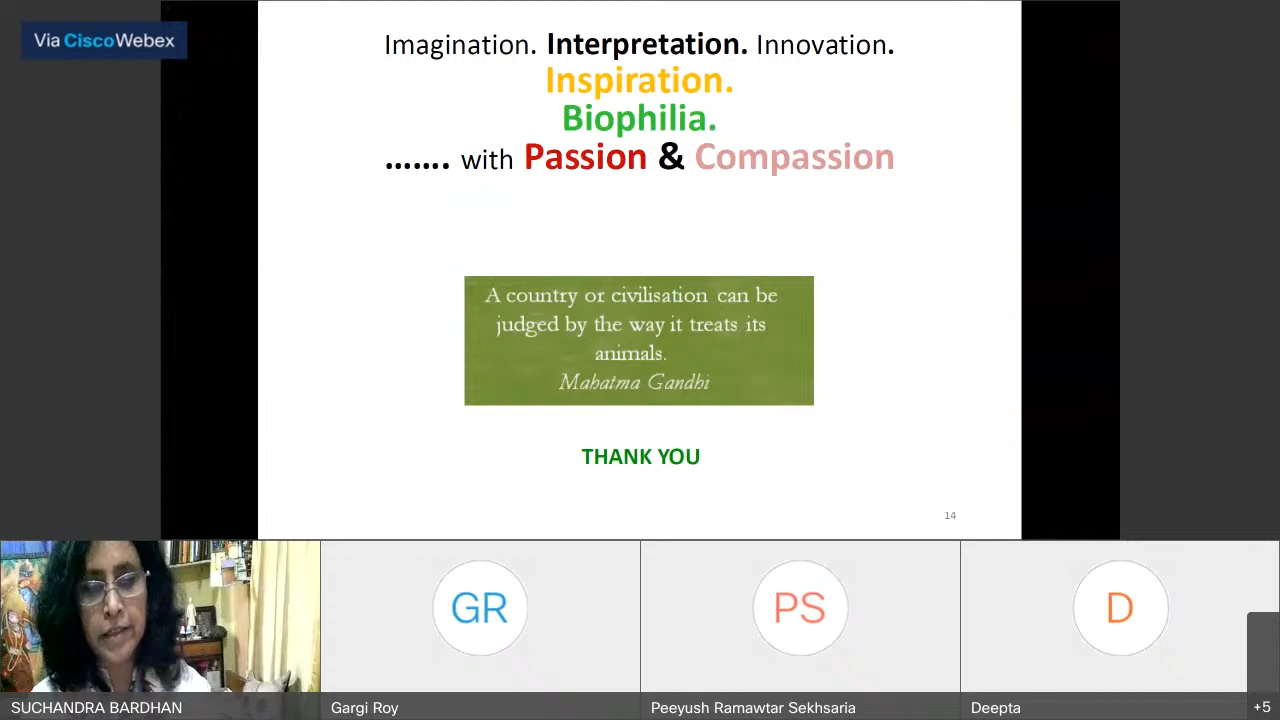 Via Cisco Webex
Imagination. Interpretation. Innovation.
Inspiration.
Biophilia.
....... with Passion & Compassion
A country or civilisation can be
judged by the way it treats its
animals.
Mahatma Gandhi
THANK YOU
14
GR
PS
D
SUCHANDRA BARDHAN
Gargi Roy
Peeyush Ramawtar Sekhsaria
Deepta
+5